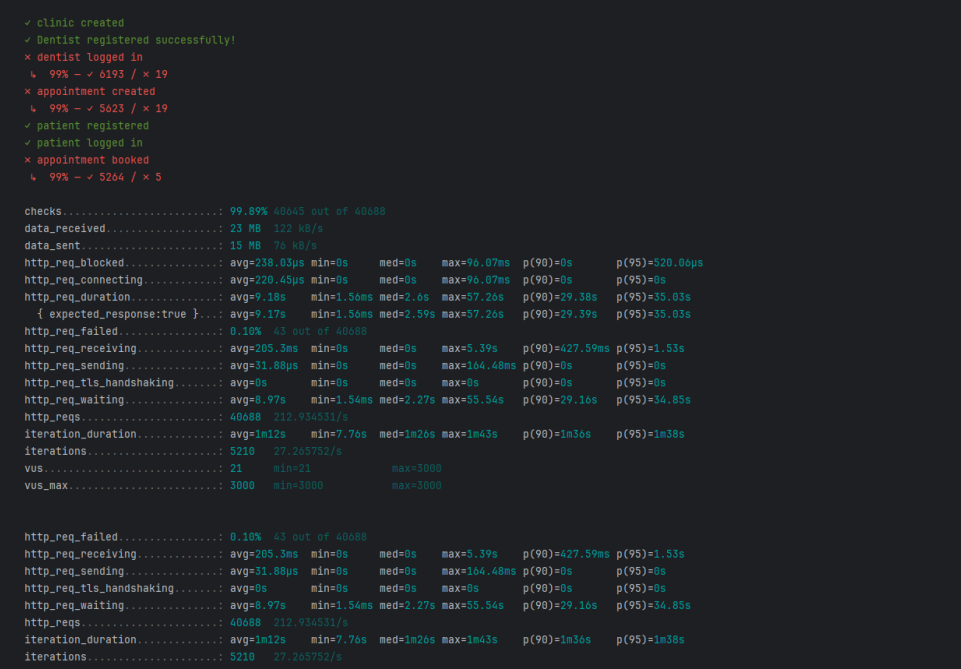 ✓ clinic created
✓ Dentist registered successfully!
✗ dentist logged in
↳  99% — ✓ 6193 / ✗ 19
✗ appointment created
↳  99% — ✓ 5623 / ✗ 19
✓ patient registered
✓ patient logged in
✗ appointment booked
↳  99% — ✓ 5264 / ✗ 5
checks.........................: 99.89% 40645 out of 40688
data_received..................: 23 MB  122 kB/s
data_sent......................: 15 MB  76 kB/s
http_req_blocked...............: avg=238.03µs min=0s     med=0s    max=96.07ms  p(90)=0s       p(95)=520.06µs
http_req_connecting............: avg=220.45µs min=0s     med=0s    max=96.07ms  p(90)=0s       p(95)=0s
http_req_duration..............: avg=9.18s    min=1.56ms med=2.6s  max=57.26s   p(90)=29.38s   p(95)=35.03s
{ expected_response:true }...: avg=9.17s    min=1.56ms med=2.59s max=57.26s   p(90)=29.39s   p(95)=35.03s
http_req_failed................: 0.10%  43 out of 40688
http_req_receiving.............: avg=205.3ms  min=0s     med=0s    max=5.39s    p(90)=427.59ms p(95)=1.53s
http_req_sending...............: avg=31.88µs  min=0s     med=0s    max=164.48ms p(90)=0s       p(95)=0s
http_req_tls_handshaking.......: avg=0s       min=0s     med=0s    max=0s       p(90)=0s       p(95)=0s
http_req_waiting...............: avg=8.97s    min=1.54ms med=2.27s max=55.54s   p(90)=29.16s   p(95)=34.85s
http_reqs......................: 40688  212.934531/s
iteration_duration.............: avg=1m12s    min=7.76s  med=1m26s max=1m43s    p(90)=1m36s    p(95)=1m38s
iterations.....................: 5210   27.265752/s
vus............................: 21     min=21             max=3000
vus_max........................: 3000   min=3000           max=3000
http_req_failed................: 0.10%  43 out of 40688
http_req_receiving.............: avg=205.3ms  min=0s     med=0s    max=5.39s    p(90)=427.59ms p(95)=1.53s
http_req_sending...............: avg=31.88µs  min=0s     med=0s    max=164.48ms p(90)=0s       p(95)=0s
http_req_tls_handshaking.......: avg=0s       min=0s     med=0s    max=0s       p(90)=0s       p(95)=0s
http_req_waiting...............: avg=8.97s    min=1.54ms med=2.27s max=55.54s   p(90)=29.16s   p(95)=34.85s
http_reqs......................: 40688  212.934531/s
iteration_duration.............: avg=1m12s    min=7.76s  med=1m26s max=1m43s    p(90)=1m36s    p(95)=1m38s
iterations.....................: 5210   27.265752/s